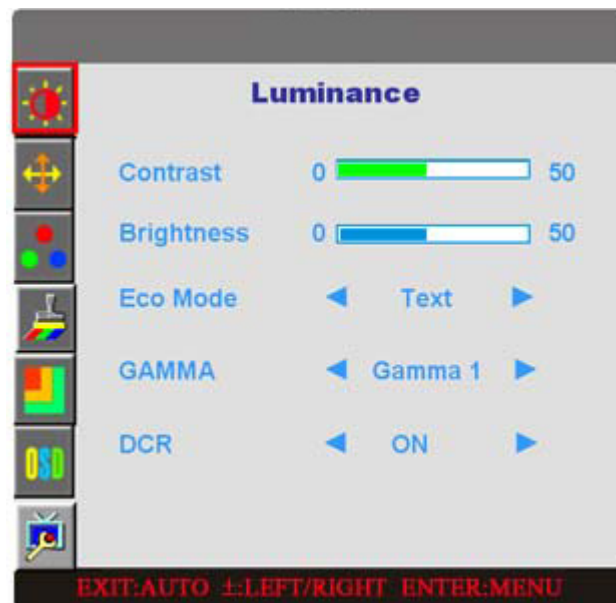 Luminance
Contrast 0 50
Brightness 0 50
Eco Mode Text
GAMMA Gamma 1
DCR ON
OSD
EXIT:AUTO ±:LEFT/RIGHT ENTER:MENU